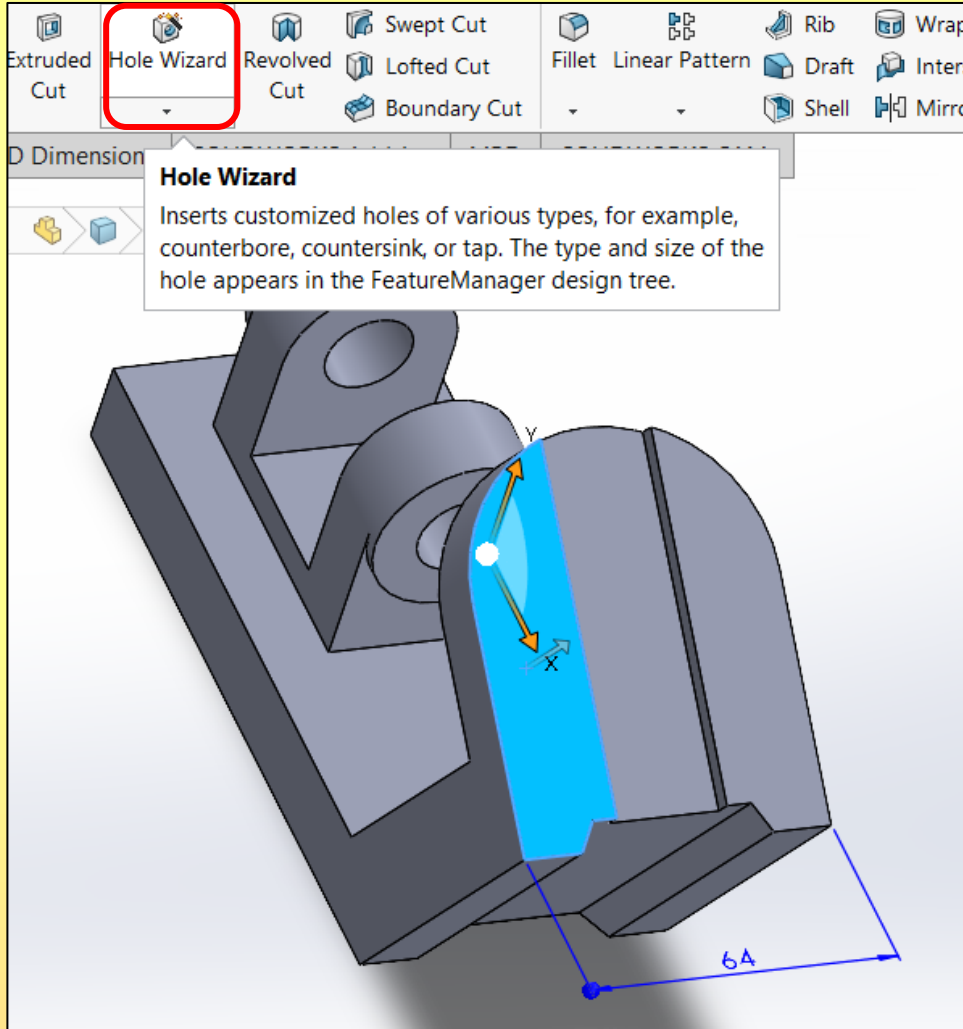 Extruded Cut
Hole Wizard
Revolved Cut
Swept Cut
Lofted Cut
Boundary Cut
Fillet
Linear Pattern
Rib
Draft
Shell
Wrap
Inter
Mirro
D Dimension
Hole Wizard
Inserts customized holes of various types, for example,
counterbore, countersink, or tap. The type and size of the
hole appears in the FeatureManager design tree.
Y
X
64